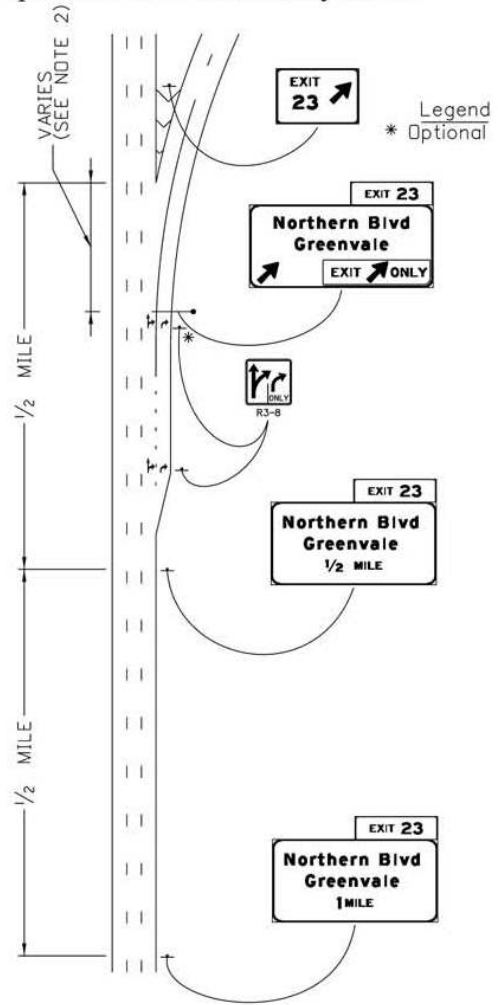 VARIES
(SEE NOTE 2)
EXIT
23
Legend
* Optional
EXIT 23
Northern Blvd
Greenvale
EXIT ONLY
*
1/2 MILE
ONLY
R3-8
EXIT 23
Northern Blvd
Greenvale
1/2 MILE
1/2 MILE
EXIT 23
Northern Blvd
Greenvale
1 MILE